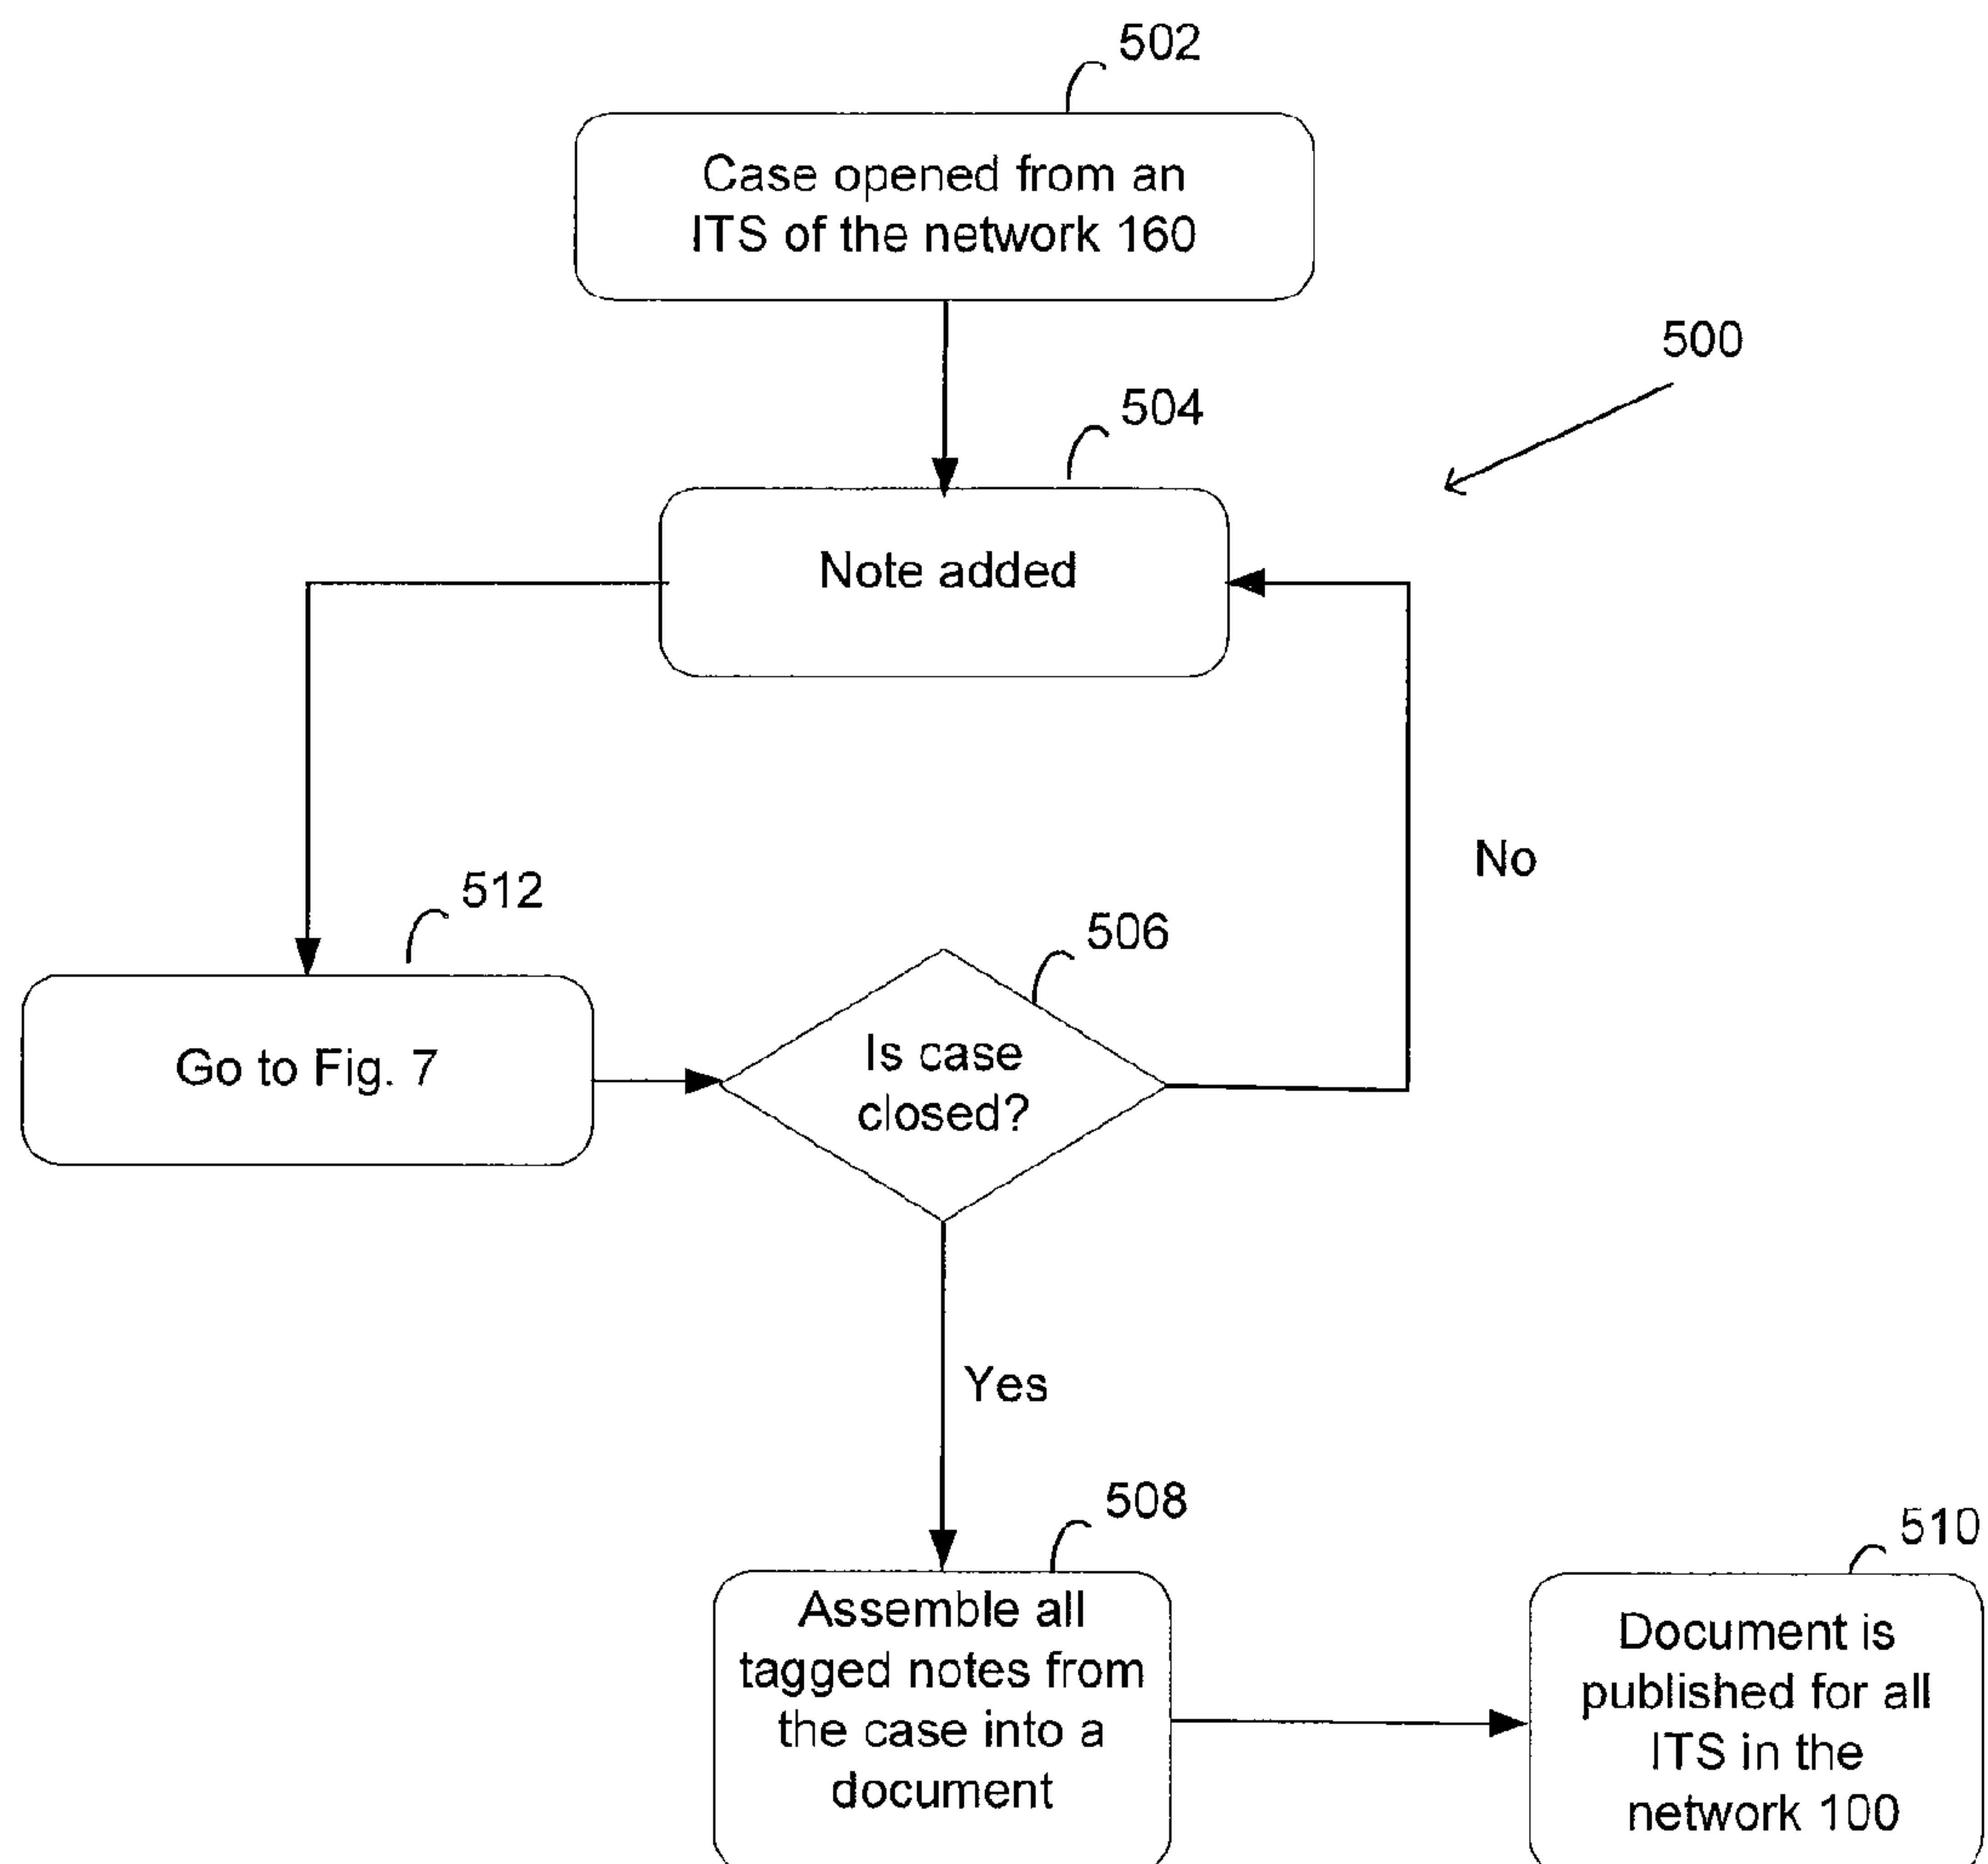 502
Case opened from an
ITS of the network 160
500
504
Note added
No
512
506
Go to Fig. 7
Is case
closed?
Yes
508
510
Assemble all
tagged notes from
the case into a
document
Document is
published for all
ITS in the
network 100